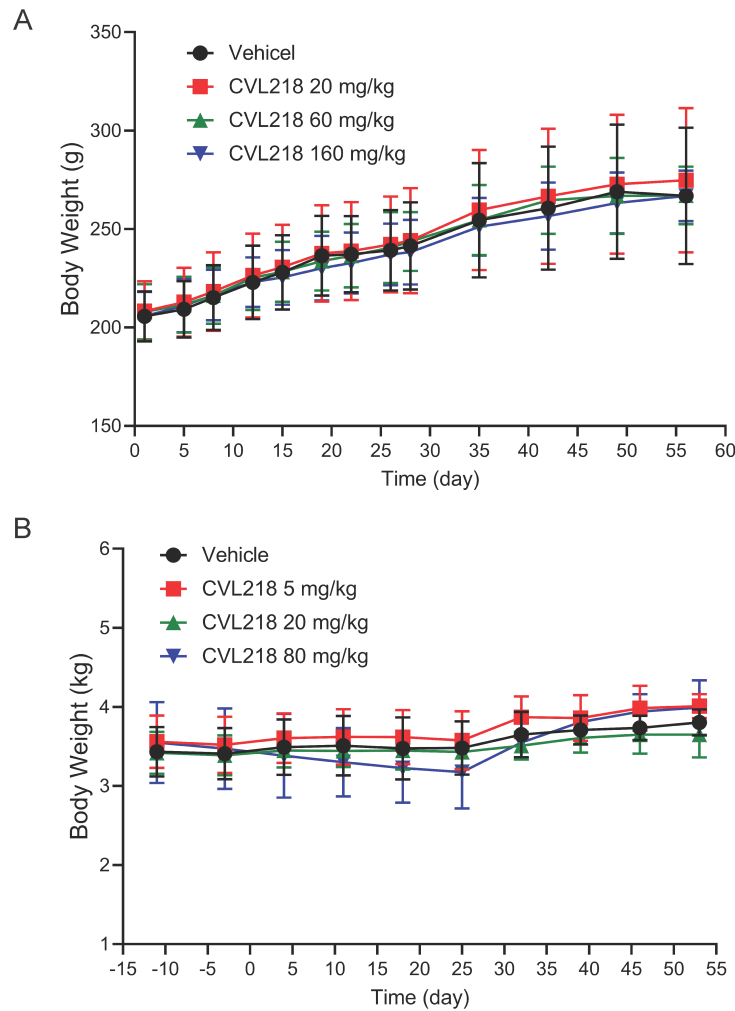 A
350
300
250
200
150
Body Weight (g)
Vehicel
CVL218 20 mg/kg
CVL218 60 mg/kg
CVL218 160 mg/kg
0 5 10 15 20 25 30 35 40 45 50 55 60
Time (day)
B
6
5
4
3
2
1
Body Weight (kg)
Vehicle
CVL218 5 mg/kg
CVL218 20 mg/kg
CVL218 80 mg/kg
-15 -10 -5 0 5 10 15 20 25 30 35 40 45 50 55
Time (day)